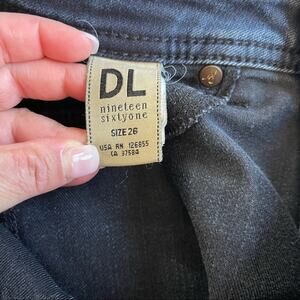 DL
nineteen
sixtyone
SIZE 26
USA RN 126855
CA 37584